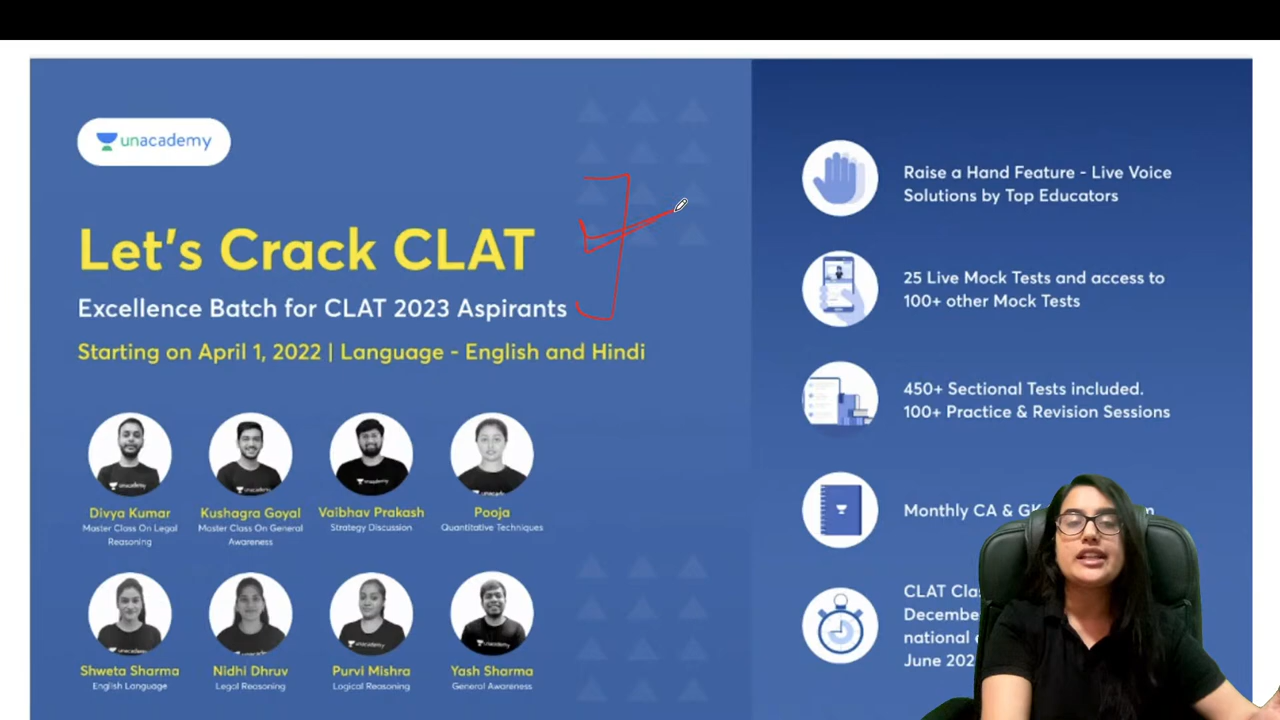 unacademy
Let's Crack CLAT
Excellence Batch for CLAT 2023 Aspirants
Starting on April 1, 2022 | Language - English and Hindi
Divya Kumar
Master Class On Legal
Reasoning
Kushagra Goyal
Master Class On General
Awareness
Vaibhav Prakash
Strategy Discussion
Pooja
Quantitative Techniques
Shweta Sharma
English Language
Nidhi Dhruv
Legal Reasoning
Purvi Mishra
Logical Reasoning
Yash Sharma
General Awareness
Raise a Hand Feature - Live Voice
Solutions by Top Educators
25 Live Mock Tests and access to
100+ other Mock Tests
450+ Sectional Tests included.
100+ Practice & Revision Sessions
Monthly CA & GK
CLAT
national
June